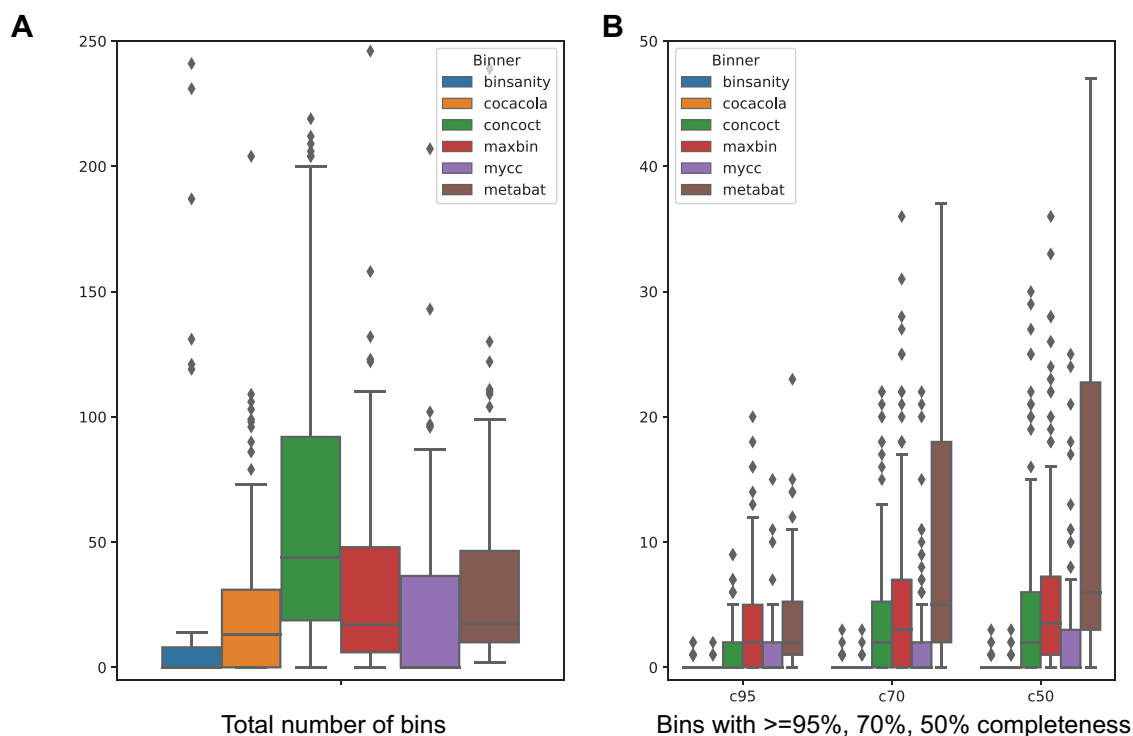 A
250
200
150
100
50
0
Binner
binsanity
cocacola
concoct
maxbin
mycc
metabat
Total number of bins
B
50
40
30
20
10
0
Binner
binsanity
cocacola
concoct
maxbin
mycc
metabat
c95 c70 c50
Bins with >=95%, 70%, 50% completeness